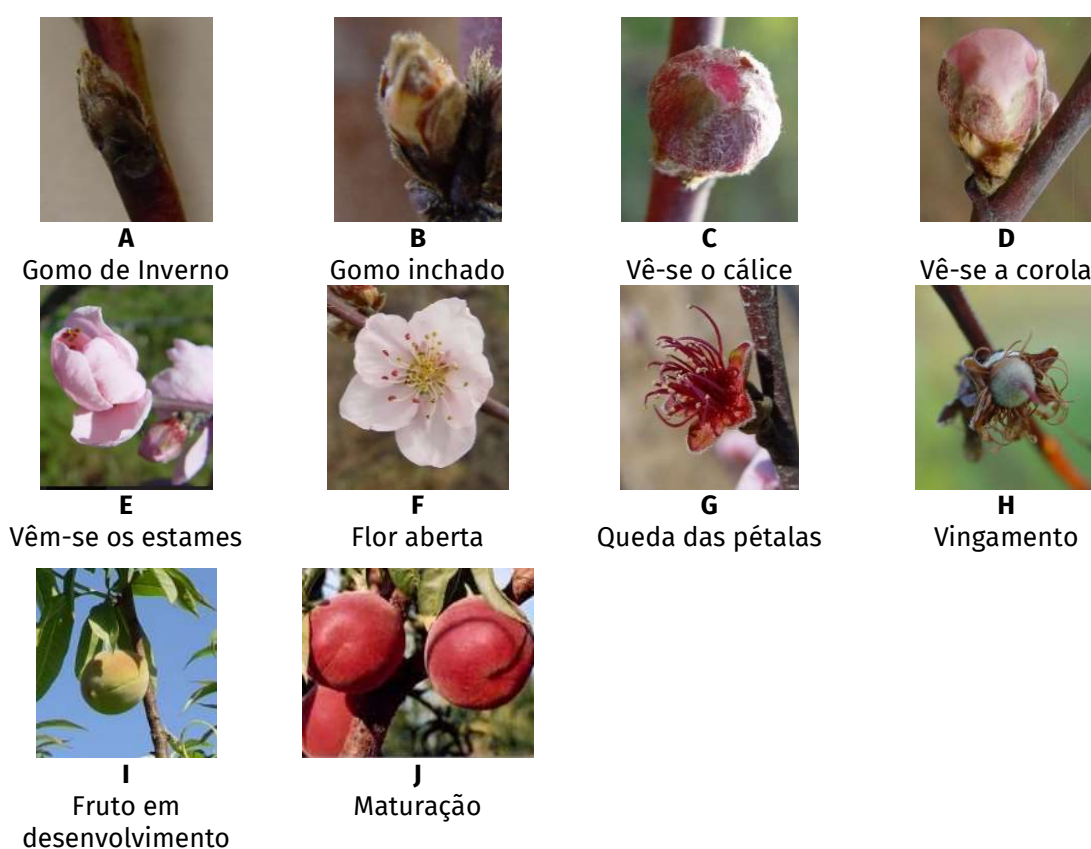 A
Gomo de Inverno
B
Gomo inchado
C
Vê-se o cálice
D
Vê-se a corola
E
Vêm-se os estames
F
Flor aberta
G
Queda das pétalas
H
Vingamento
I
Fruto em
desenvolvimento
J
Maturação